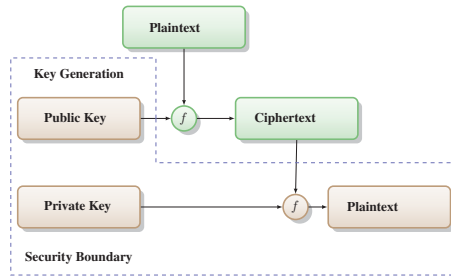 Plaintext
Key Generation
Public Key
f
Ciphertext
Private Key
f
Plaintext
Security Boundary